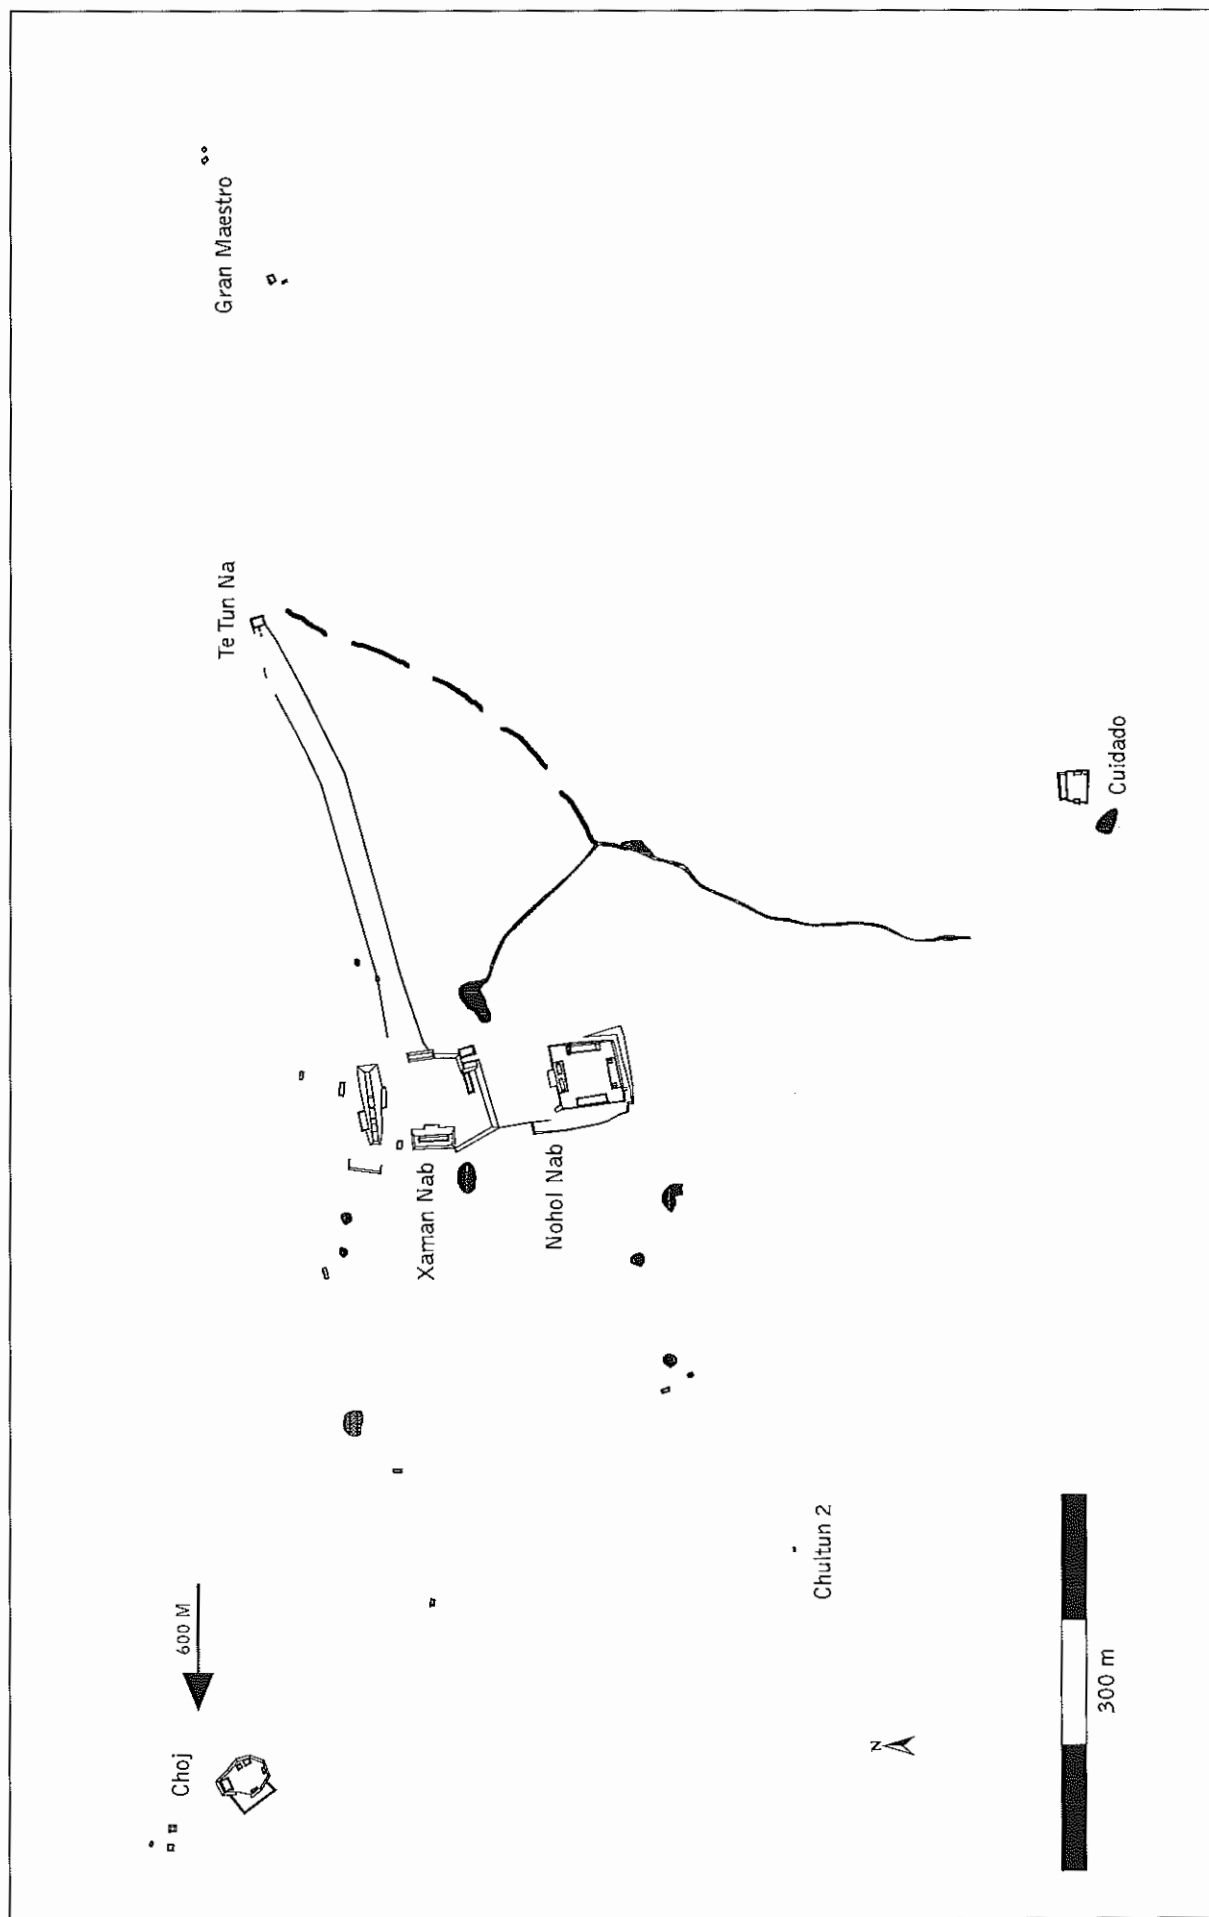 Gran Maestro
Te Tun Na
Cuidado
Xaman Nab
Nohol Nab
Chultun 2
600 M
Choj
N
300 m